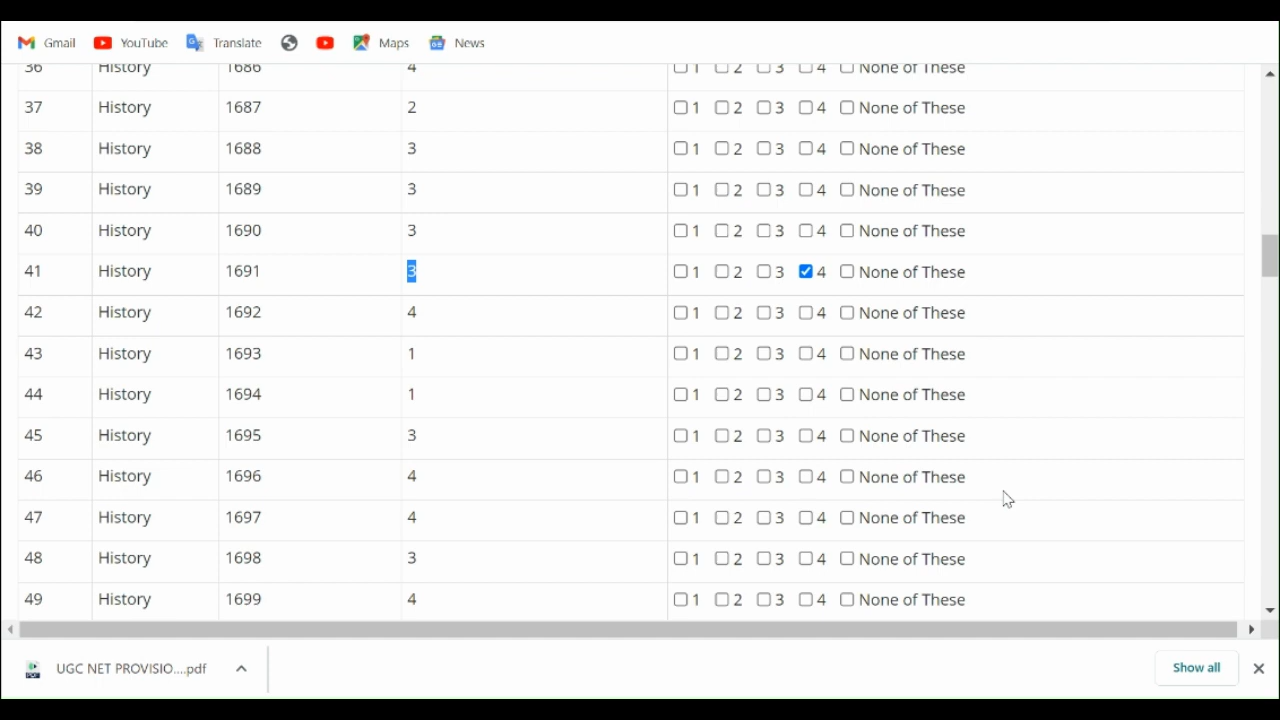 Gmail YouTube Translate Maps News
36 History 1686 4 1 2 3 4 None of These
37 History 1687 2 1 2 3 4 None of These
38 History 1688 3 1 2 3 4 None of These
39 History 1689 3 1 2 3 4 None of These
40 History 1690 3 1 2 3 4 None of These
41 History 1691 3 1 2 3 4 None of These
42 History 1692 4 1 2 3 4 None of These
43 History 1693 1 1 2 3 4 None of These
44 History 1694 1 1 2 3 4 None of These
45 History 1695 3 1 2 3 4 None of These
46 History 1696 4 1 2 3 4 None of These
47 History 1697 4 1 2 3 4 None of These
48 History 1698 3 1 2 3 4 None of These
49 History 1699 4 1 2 3 4 None of These
UGC NET PROVISIO....pdf Show all